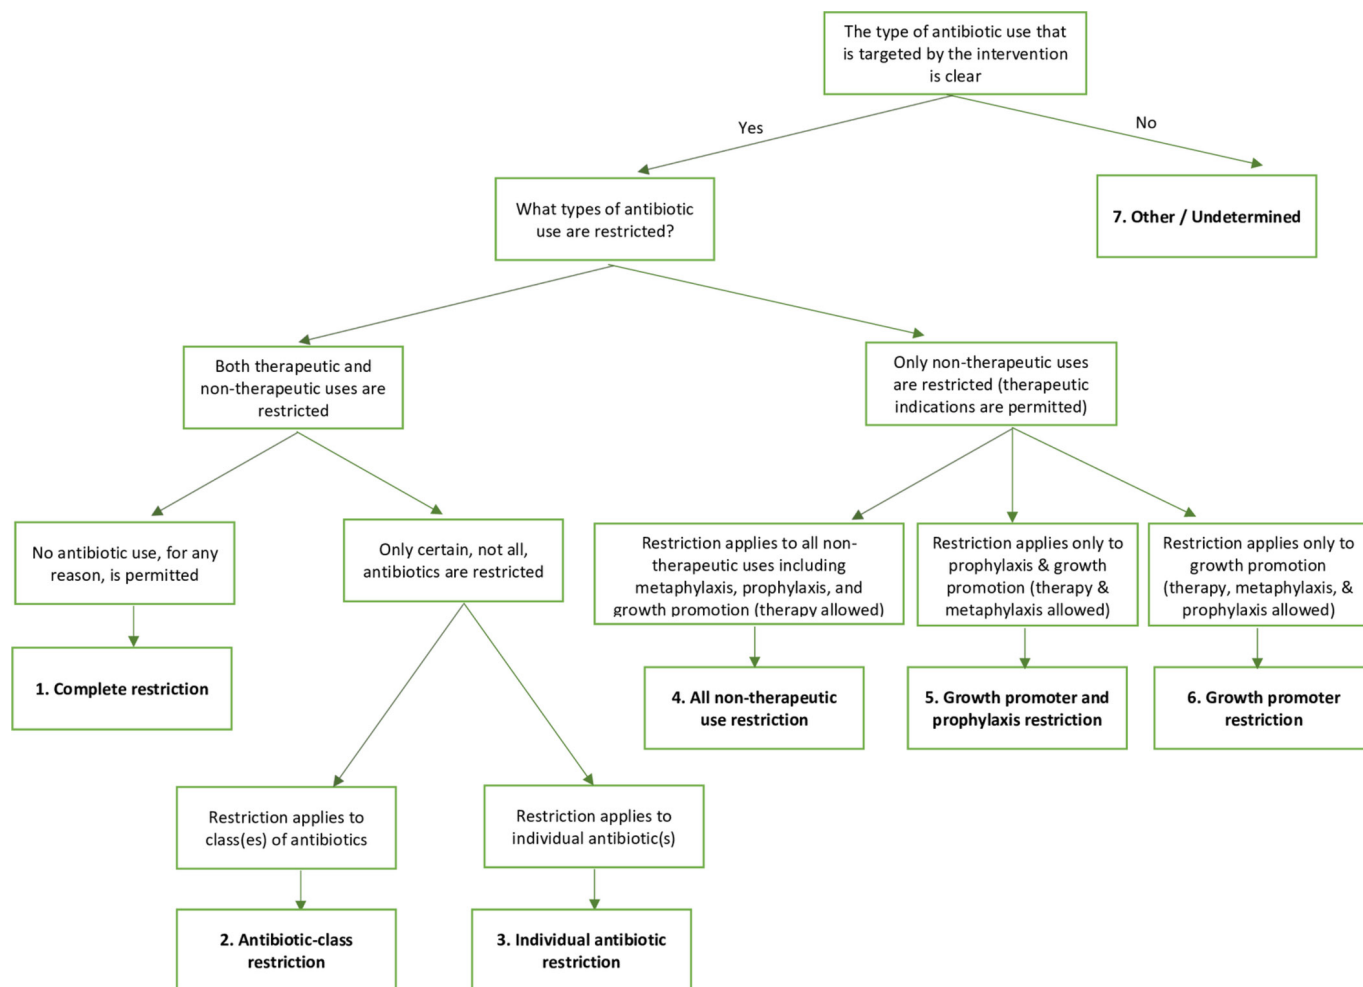 The type of antibiotic use that
is targeted by the intervention
is clear
Yes
No
What types of antibiotic
use are restricted?
7. Other / Undetermined
Both therapeutic and
non-therapeutic uses are
restricted
Only non-therapeutic uses
are restricted (therapeutic
indications are permitted)
No antibiotic use, for any
reason, is permitted
Only certain, not all,
antibiotics are restricted
Restriction applies to all non-
therapeutic uses including
metaphylaxis, prophylaxis, and
growth promotion (therapy allowed)
Restriction applies only to
prophylaxis & growth
promotion (therapy &
metaphylaxis allowed)
Restriction applies only to
growth promotion
(therapy, metaphylaxis, &
prophylaxis allowed)
1. Complete restriction
4. All non-therapeutic
use restriction
5. Growth promoter and
prophylaxis restriction
6. Growth promoter
restriction
Restriction applies to
class(es) of antibiotics
Restriction applies to
individual antibiotic(s)
2. Antibiotic-class
restriction
3. Individual antibiotic
restriction